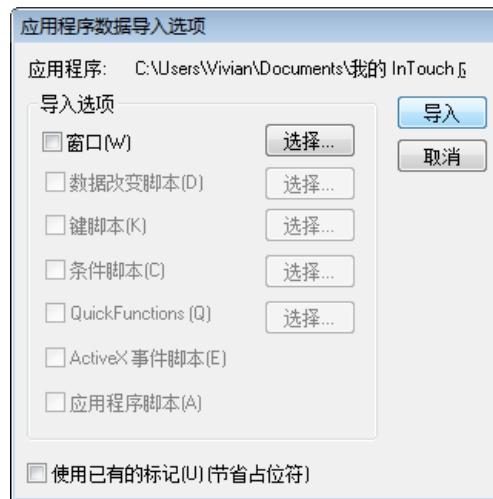 应用程序数据导入选项
应用程序: C:\Users\Vivian\Documents\我的 InTouch
导入选项
导入
窗口(W) 选择...
取消
数据改变脚本(D) 选择...
键脚本(K) 选择...
条件脚本(C) 选择...
QuickFunctions (Q) 选择...
ActiveX 事件脚本(E)
应用程序脚本(A)
使用已有的标记(U) (节省占位符)